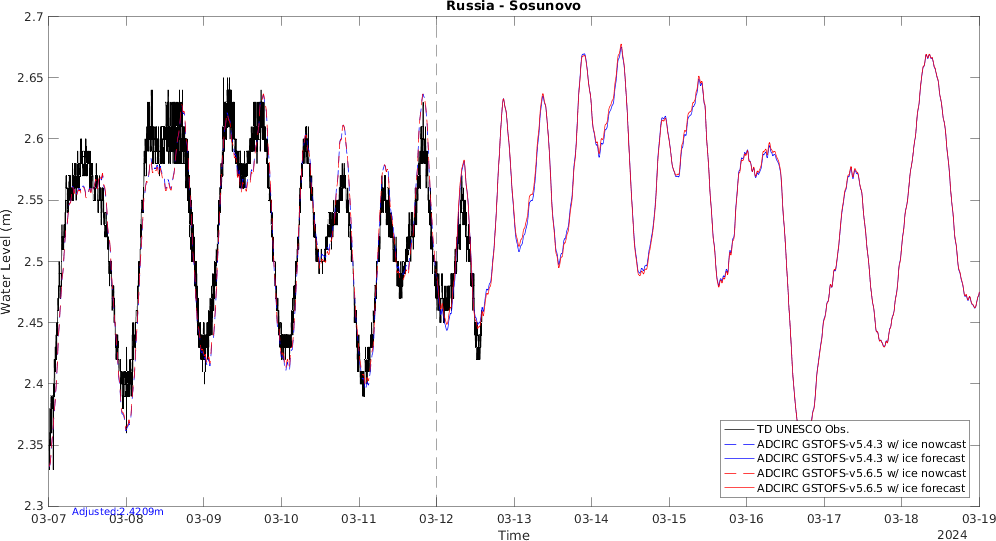 Russia - Sosunovo
2.7
2.65
2.6
2.55
2.5
2.45
2.4
2.35
2.3
Water Level (m)
TD UNESCO Obs.
ADCIRC GSTOFS-v5.4.3 w/ ice nowcast
ADCIRC GSTOFS-v5.4.3 w/ ice forecast
ADCIRC GSTOFS-v5.6.5 w/ ice nowcast
ADCIRC GSTOFS-v5.6.5 w/ ice forecast
Adjusted:2.4209m
03-07 03-08 03-09 03-10 03-11 03-12 03-13 03-14 03-15 03-16 03-17 03-18 03-19
Time
2024